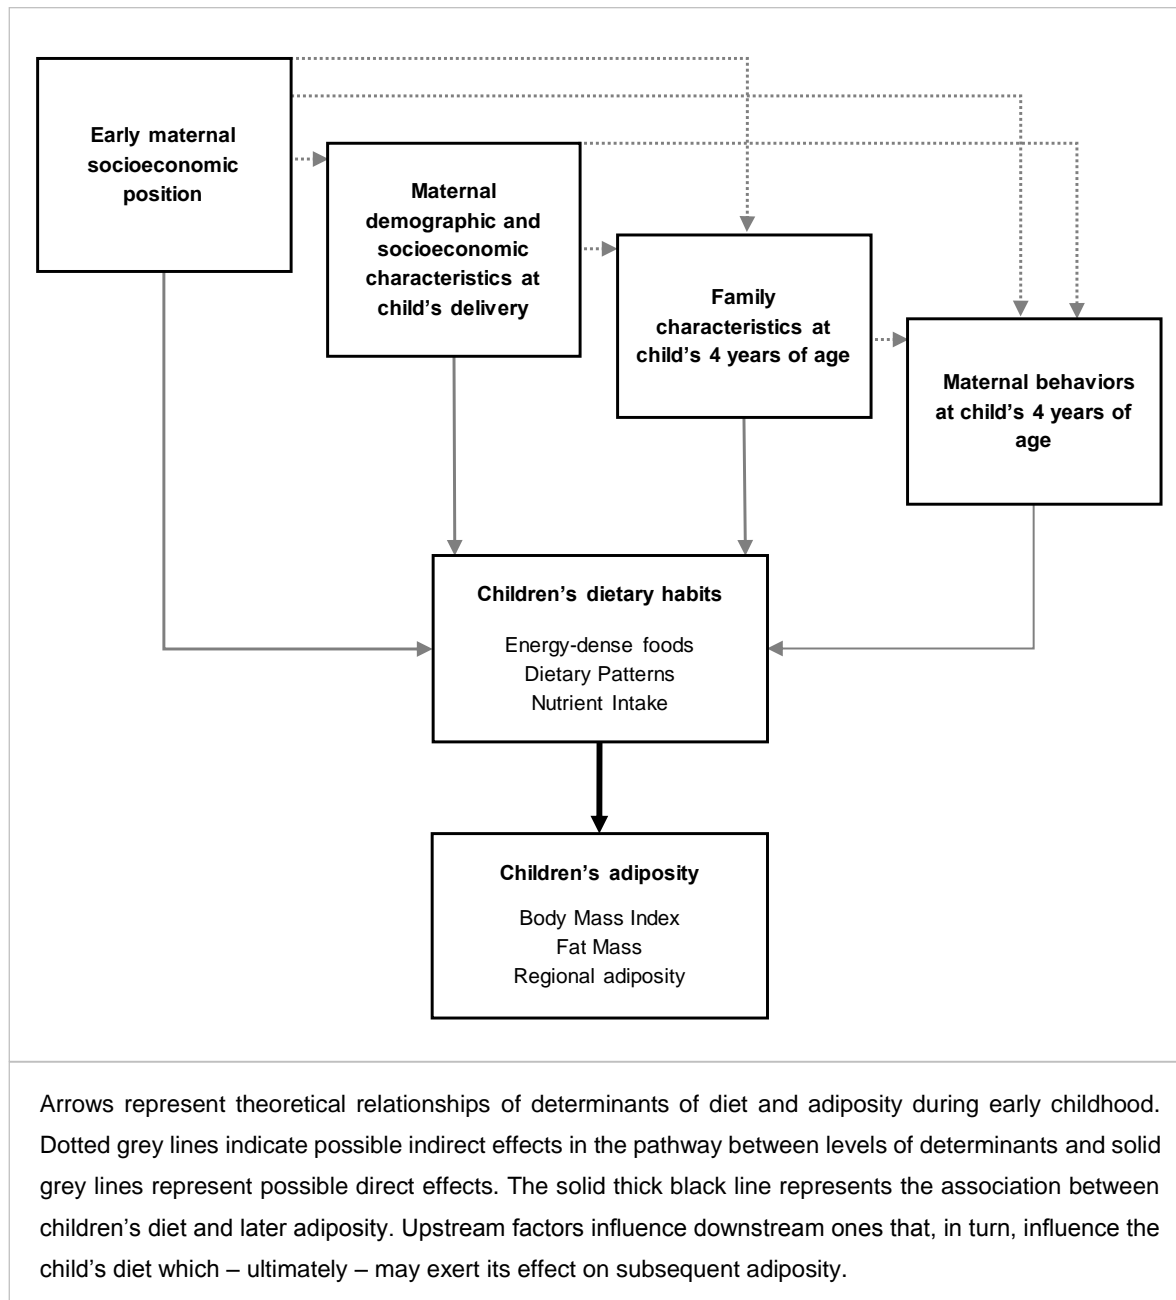 Early maternal
socioeconomic
position
Maternal
demographic and
socioeconomic
characteristics at
child’s delivery
Family
characteristics at
child’s 4 years of age
Maternal behaviors
at child’s 4 years of
age
Children’s dietary habits
Energy-dense foods
Dietary Patterns
Nutrient Intake
Children’s adiposity
Body Mass Index
Fat Mass
Regional adiposity
Arrows represent theoretical relationships of determinants of diet and adiposity during early childhood.
Dotted grey lines indicate possible indirect effects in the pathway between levels of determinants and solid
grey lines represent possible direct effects. The solid thick black line represents the association between
children’s diet and later adiposity. Upstream factors influence downstream ones that, in turn, influence the
child’s diet which – ultimately – may exert its effect on subsequent adiposity.